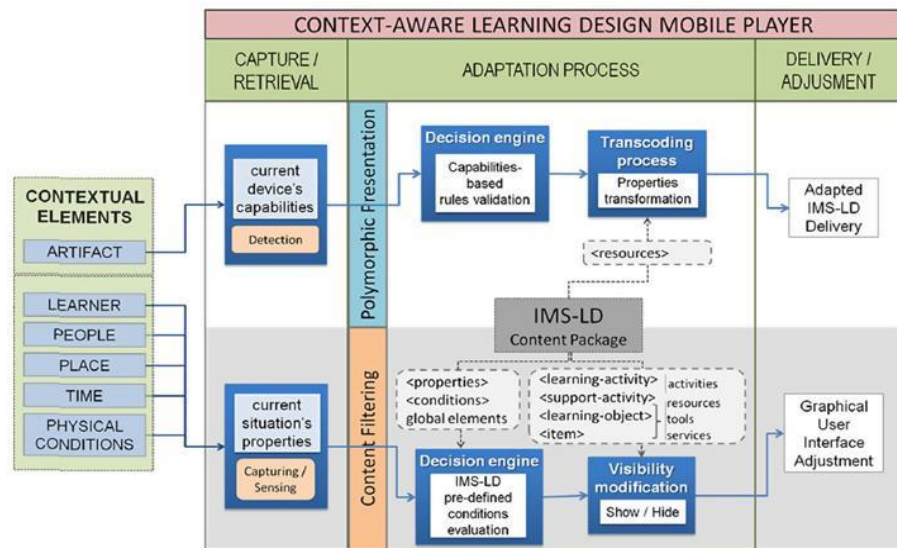 CONTEXT-AWARE LEARNING DESIGN MOBILE PLAYER
CAPTURE /
RETRIEVAL
ADAPTATION PROCESS
DELIVERY /
ADJUSMENT
CONTEXTUAL
ELEMENTS
ARTIFACT
LEARNER
PEOPLE
PLACE
TIME
PHYSICAL
CONDITIONS
current
device's
capabilities
Detection
Polymorphic Presentation
Decision engine
Capabilities-
based
rules validation
Transcoding
process
Properties
transformation
Adapted
IMS-LD
Delivery
<resources>
IMS-LD
Content Package
current
situation's
properties
Capturing /
Sensing
Content Filtering
<properties>
<conditions>
global elements
<learning-activity>
<support-activity>
<learning-object>
<item>
activities
resources
tools
services
Decision engine
IMS-LD
pre-defined
conditions
evaluation
Visibility
modification
Show / Hide
Graphical
User
Interface
Adjustment